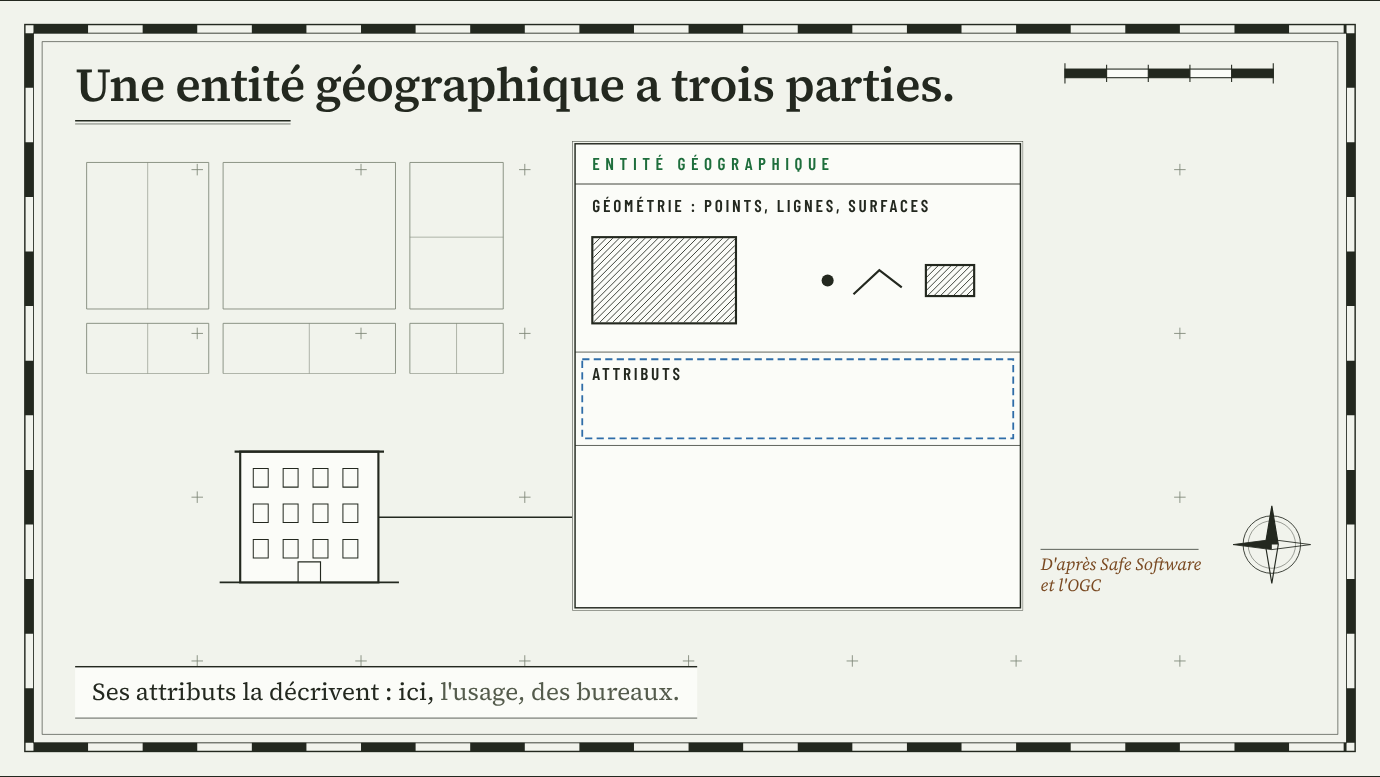 Une entité géographique a trois parties.
ENTITÉ GÉOGRAPHIQUE
GÉOMÉTRIE : POINTS, LIGNES, SURFACES
ATTRIBUTS
D'après Safe Software
et l'OGC
Ses attributs la décrivent : ici, l'usage, des bureaux.